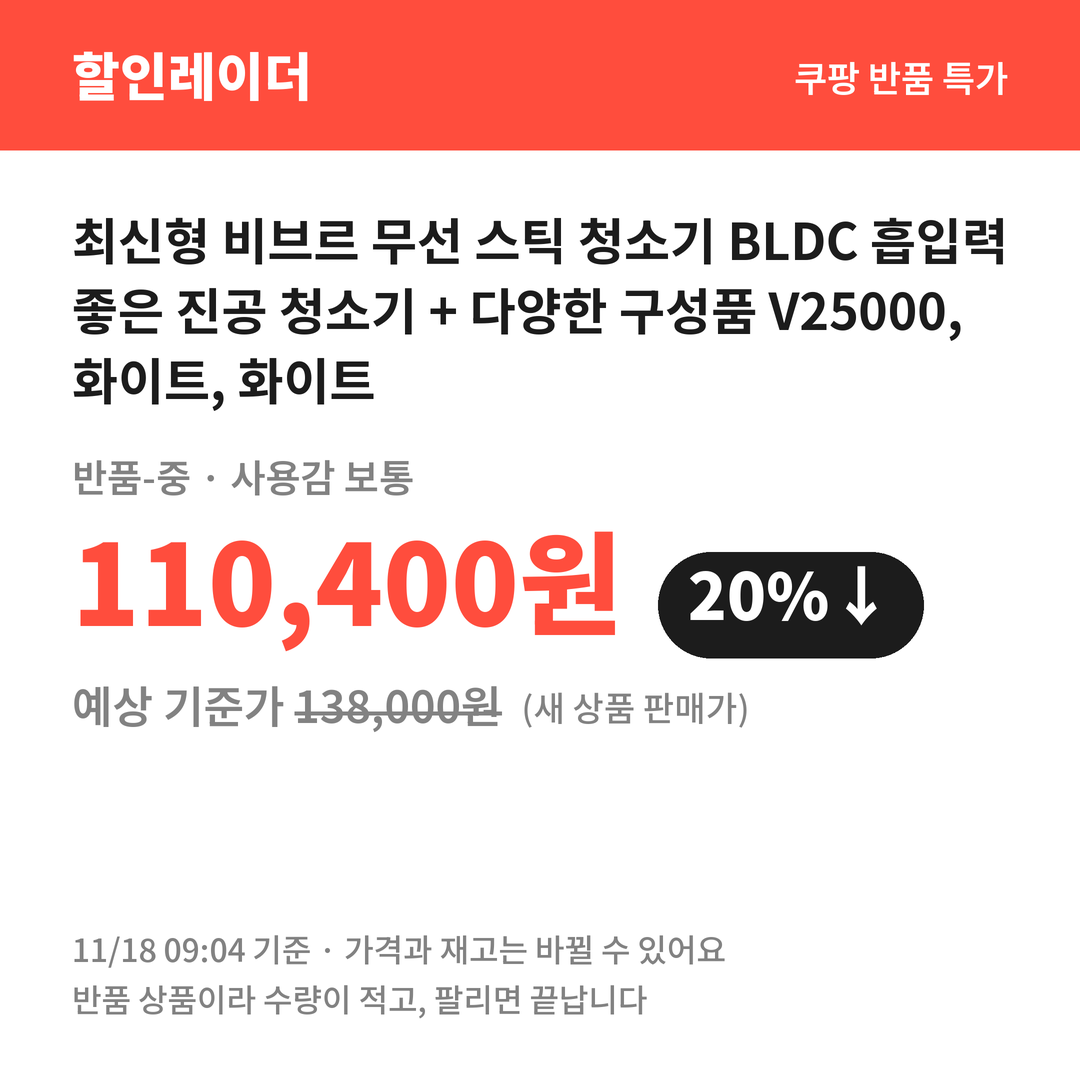 할인레이더
쿠팡 반품 특가
최신형 비브르 무선 스틱 청소기 BLDC 흡입력
좋은 진공 청소기 + 다양한 구성품 V25000,
화이트, 화이트
반품-중 · 사용감 보통
110,400원 20%↓
예상 기준가 138,000원 (새 상품 판매가)
11/18 09:04 기준 · 가격과 재고는 바뀔 수 있어요
반품 상품이라 수량이 적고, 팔리면 끝납니다